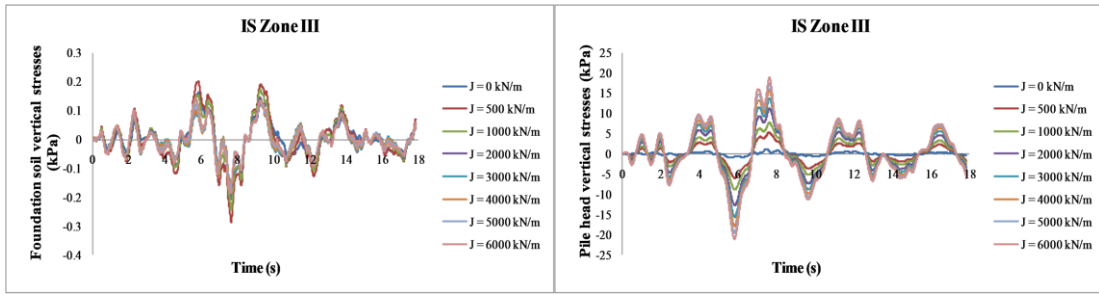 IS Zone III
Foundation soil vertical stresses
(kPa)
0.3
0.2
0.1
0
-0.1
-0.2
-0.3
-0.4
0 2 4 6 8 10 12 14 16 18
Time (s)
J = 0 kN/m
J = 500 kN/m
J = 1000 kN/m
J = 2000 kN/m
J = 3000 kN/m
J = 4000 kN/m
J = 5000 kN/m
J = 6000 kN/m
IS Zone III
Pile head vertical stresses (kPa)
25
20
15
10
5
0
-5
-10
-15
-20
-25
0 2 4 6 8 10 12 14 16 18
Time (s)
J = 0 kN/m
J = 500 kN/m
J = 1000 kN/m
J = 2000 kN/m
J = 3000 kN/m
J = 4000 kN/m
J = 5000 kN/m
J = 6000 kN/m